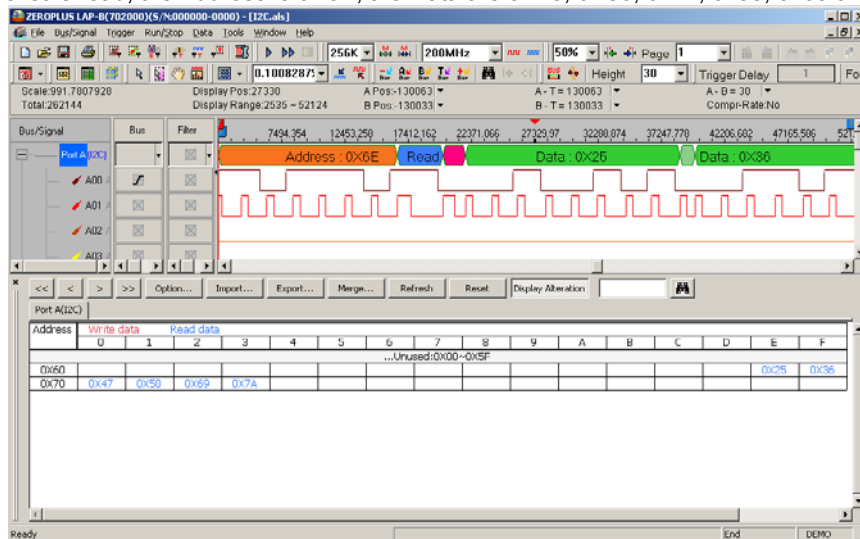 ZEROPLUS LAP-B(702000)(S/N:000000-0000) - [I2C.als]
File Bus/Signal Trigger Run/Stop Data Tools Window Help
256K 200MHz 50% Page 1
0.1008287 Height 30 Trigger Delay 1 Fo
Scale:991.7807920 Display Pos:27330 A Pos:-130063 A - T = 130063 A - B = 30
Total:262144 Display Range:2535 ~ 52124 B Pos:-130033 B - T = 130033 Compr-Rate:No
Bus/Signal Bus Filter 7494.354 12453.258 17412.162 22371.066 27329.97 32288.874 37247.778 42206.682 47165.586 521
Port A(I2C) Address : 0X6E Read Data : 0X25 Data : 0X36
A00
A01
A02
A03
<< < > >> Option... Import... Export... Merge... Refresh Reset Display Alteration
Port A(I2C)
Address Write data Read data
0 1 2 3 4 5 6 7 8 9 A B C D E F
...Unused:0X00~0X5F
0X60 0X25 0X36
0X70 0X47 0X58 0X69 0X7A
Ready End DEMO